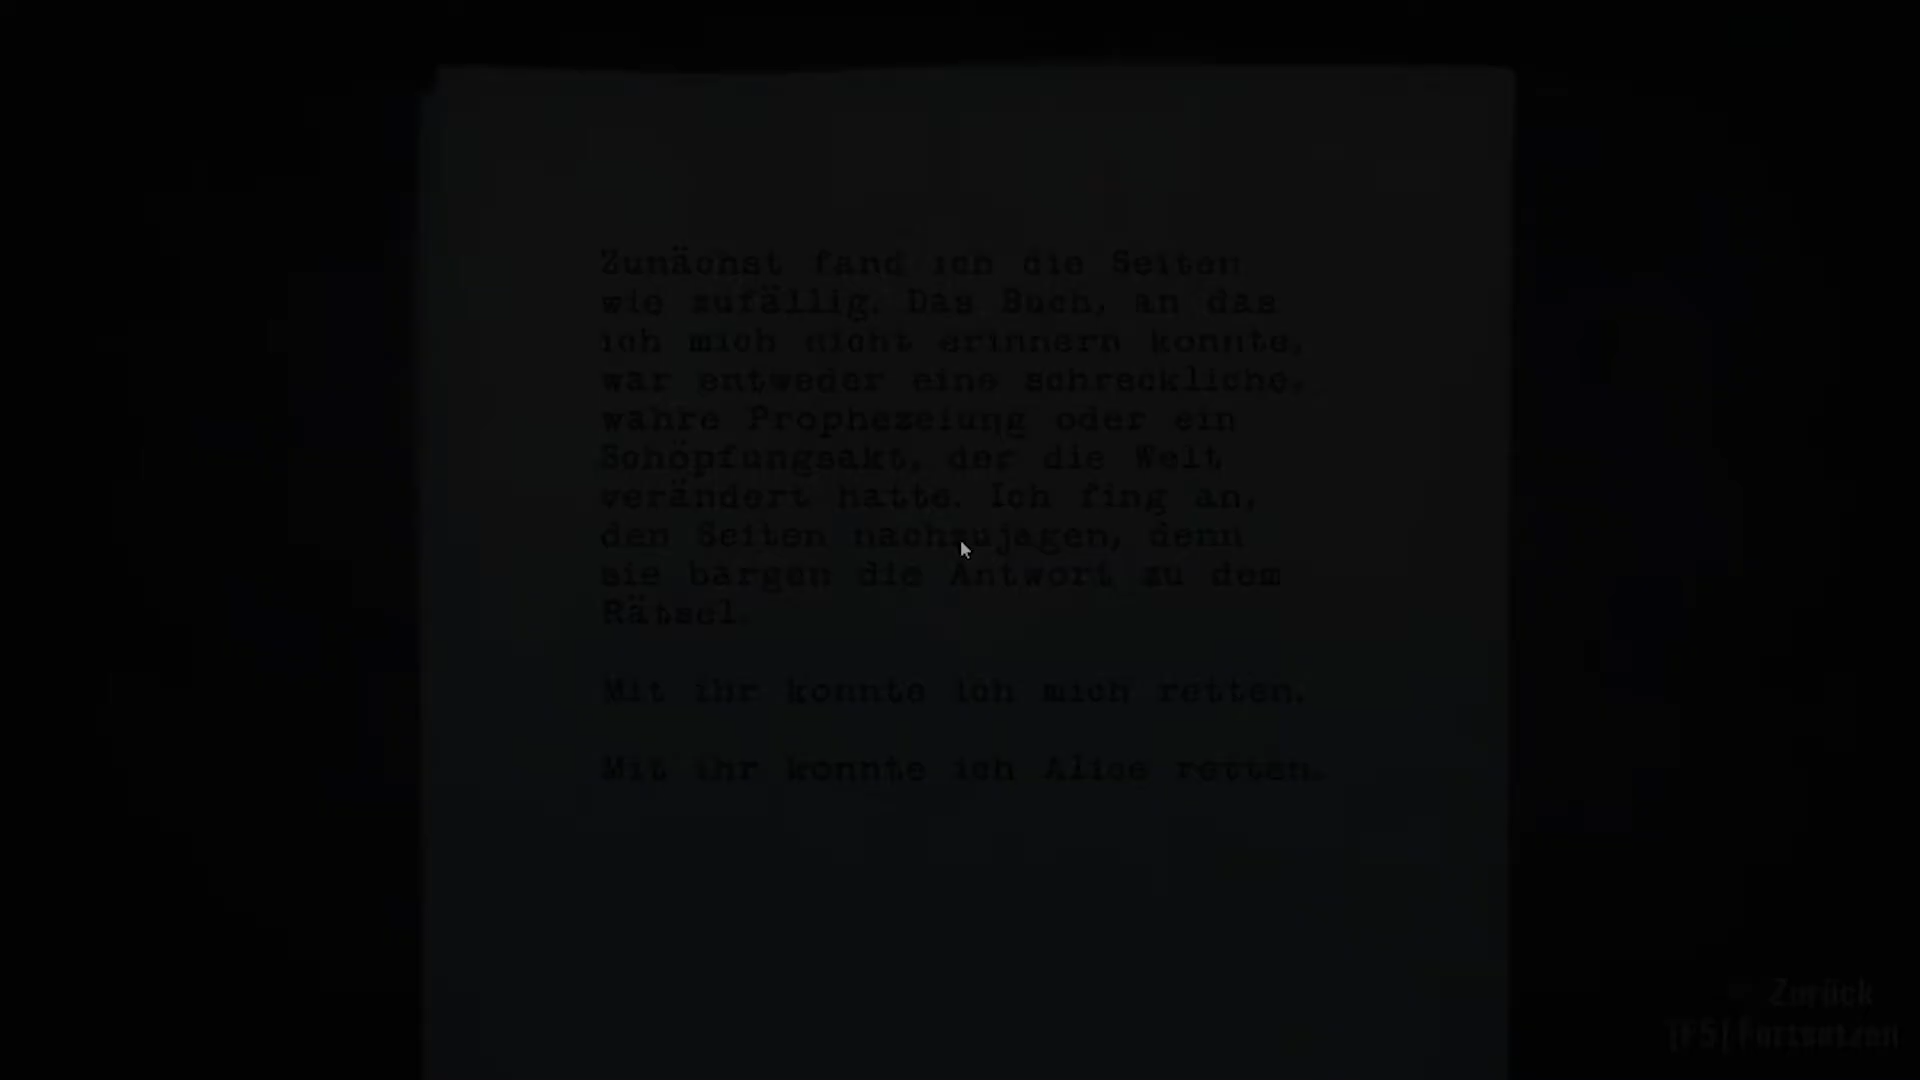 Zunächst fand ich die Seiten
wie zufällig. Das Buch, an das
ich mich nicht erinnern konnte,
war entweder eine schreckliche,
wahre Prophezeiung oder ein
Schöpfungsakt, der die Welt
verändert hatte. Ich fing an,
den Seiten nachzujagen, denn
sie bargen die Antwort zu dem
Rätsel.
Mit ihr konnte ich mich retten.
Mit ihr konnte ich Alice retten.
Zurück
[F5] Fortsetzen